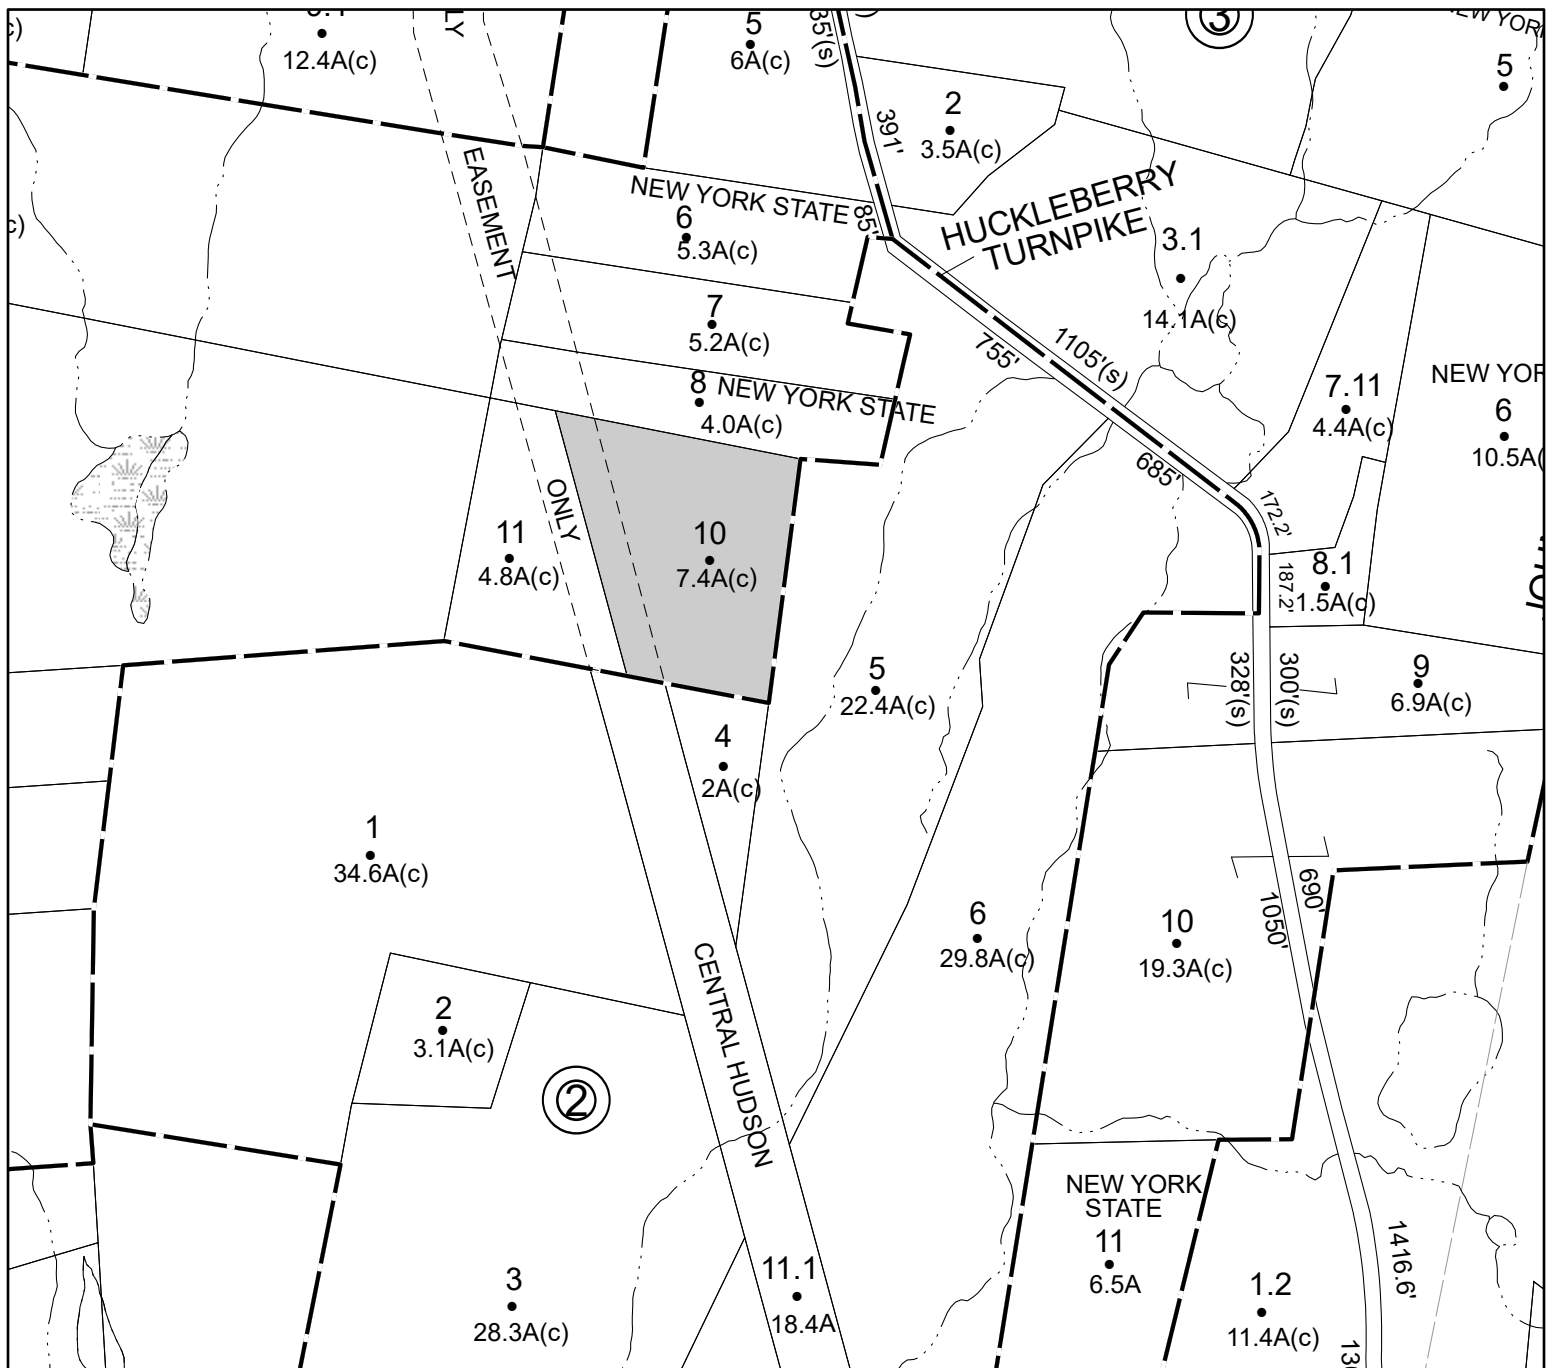 12.4A(c)
LY
5
6A(c)
35'(s)
3
5
2
3.5A(c)
391'
EASEMENT
NEW YORK STATE
6
5.3A(c)
85'
HUCKLEBERRY
TURNPIKE
3.1
14.1A(c)
7
5.2A(c)
755'
1105'(s)
8
NEW YORK STATE
4.0A(c)
7.11
4.4A(c)
NEW YOR
6
10.5A(
685'
172.2'
ONLY
11
4.8A(c)
10
7.4A(c)
187.2'
8.1
1.5A(c)
5
22.4A(c)
328'(s)
300'(s)
9
6.9A(c)
4
2A(c)
1
34.6A(c)
690'
1050'
6
29.8A(c)
10
19.3A(c)
CENTRAL HUDSON
2
3.1A(c)
2
NEW YORK
STATE
11
6.5A
1416.6'
3
28.3A(c)
11.1
18.4A
1.2
11.4A(c)